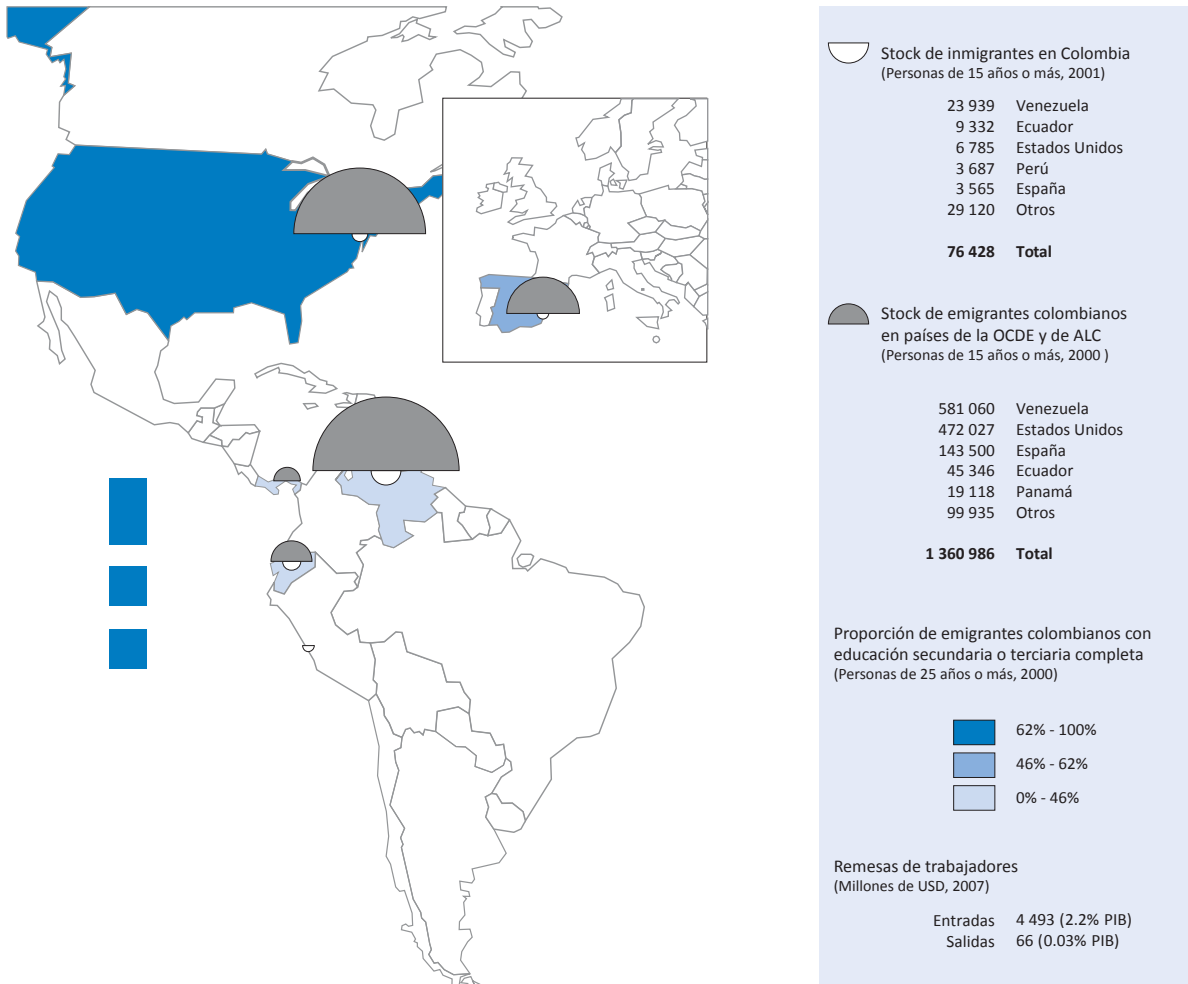 Stock de inmigrantes en Colombia
(Personas de 15 años o más, 2001)
23 939 Venezuela
9 332 Ecuador
6 785 Estados Unidos
3 687 Perú
3 565 España
29 120 Otros
76 428 Total
Stock de emigrantes colombianos
en países de la OCDE y de ALC
(Personas de 15 años o más, 2000 )
581 060 Venezuela
472 027 Estados Unidos
143 500 España
45 346 Ecuador
19 118 Panamá
99 935 Otros
1 360 986 Total
Proporción de emigrantes colombianos con
educación secundaria o terciaria completa
(Personas de 25 años o más, 2000)
62% - 100%
46% - 62%
0% - 46%
Remesas de trabajadores
(Millones de USD, 2007)
Entradas 4 493 (2.2% PIB)
Salidas 66 (0.03% PIB)